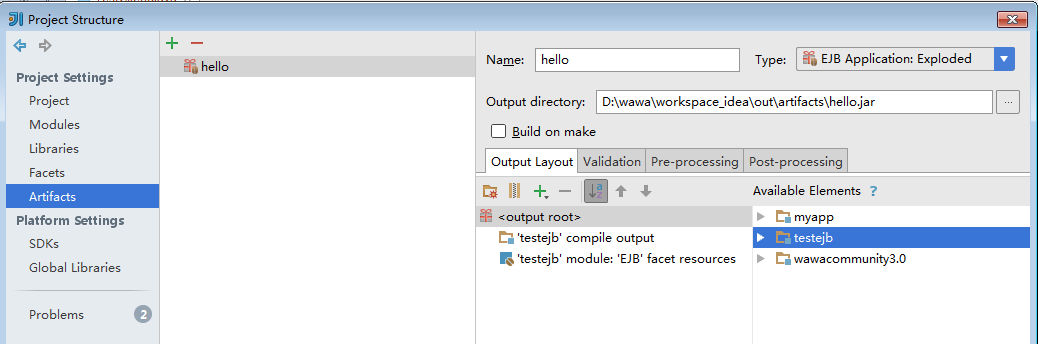 Project Structure
Project Settings
Project
Modules
Libraries
Facets
Artifacts
Platform Settings
SDKs
Global Libraries
Problems 2
hello
Name: hello Type: EJB Application: Exploded
Output directory: D:\wawa\workspace_idea\out\artifacts\hello.jar ...
Build on make
Output Layout Validation Pre-processing Post-processing
Available Elements ?
<output root>
'testejb' compile output
'testejb' module: 'EJB' facet resources
myapp
testejb
wawacommunity3.0